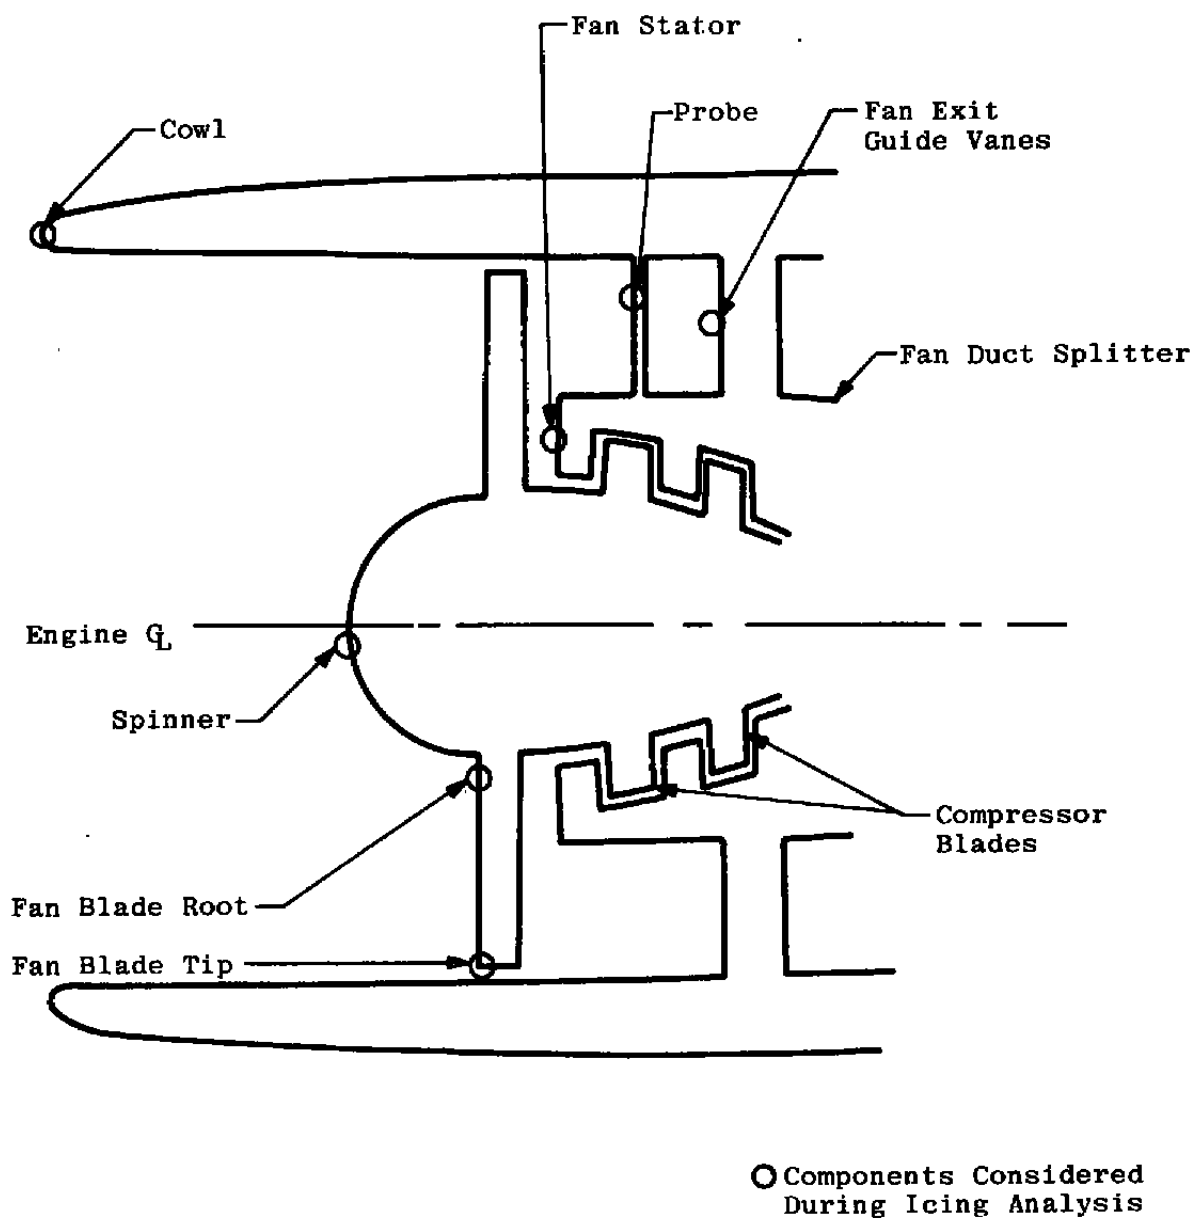 Fan Stator
Cowl
Probe
Fan Exit
Guide Vanes
Fan Duct Splitter
Engine ℄
Spinner
Compressor
Blades
Fan Blade Root
Fan Blade Tip
Components Considered
During Icing Analysis